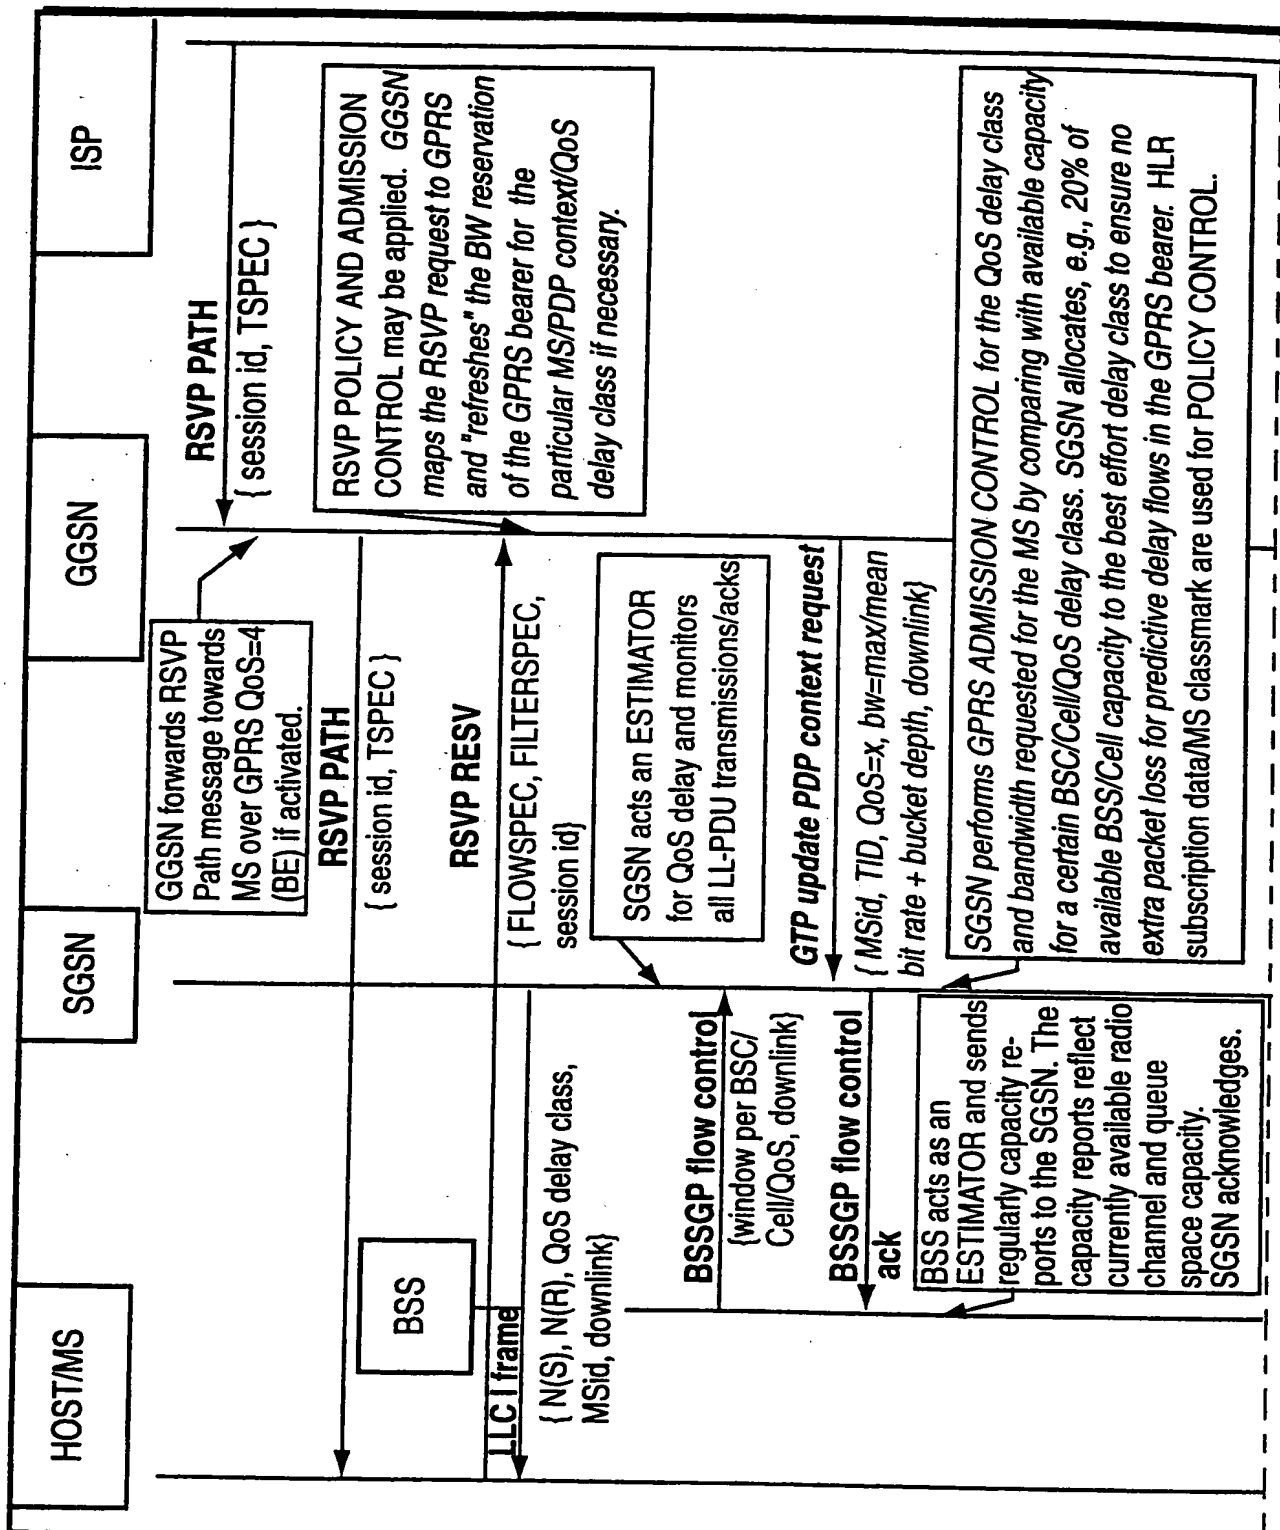 HOST/MS
SGSN
GGSN
ISP
RSVP PATH
{ session id, TSPEC }
GGSN forwards RSVP
Path message towards
MS over GPRS QoS=4
(BE) if activated.
RSVP PATH
{ session id, TSPEC }
RSVP POLICY AND ADMISSION
CONTROL may be applied. GGSN
maps the RSVP request to GPRS
and "refreshes" the BW reservation
of the GPRS bearer for the
particular MS/PDP context/QoS
delay class if necessary.
BSS
RSVP RESV
{ FLOWSPEC, FILTERSPEC,
session id}
LLC I frame
{ N(S), N(R), QoS delay class,
MSid, downlink}
SGSN acts an ESTIMATOR
for QoS delay and monitors
all LL-PDU transmissions/acks
BSSGP flow control
{window per BSC/
Cell/QoS, downlink}
GTP update PDP context request
{ MSid, TID, QoS=x, bw=max/mean
bit rate + bucket depth, downlink}
BSSGP flow control
ack
BSS acts as an
ESTIMATOR and sends
regularly capacity re-
ports to the SGSN. The
capacity reports reflect
currently available radio
channel and queue
space capacity.
SGSN acknowledges.
SGSN performs GPRS ADMISSION CONTROL for the QoS delay class
and bandwidth requested for the MS by comparing with available capacity
for a certain BSC/Cell/QoS delay class. SGSN allocates, e.g., 20% of
available BSS/Cell capacity to the best effort delay class to ensure no
extra packet loss for predictive delay flows in the GPRS bearer. HLR
subscription data/MS classmark are used for POLICY CONTROL.